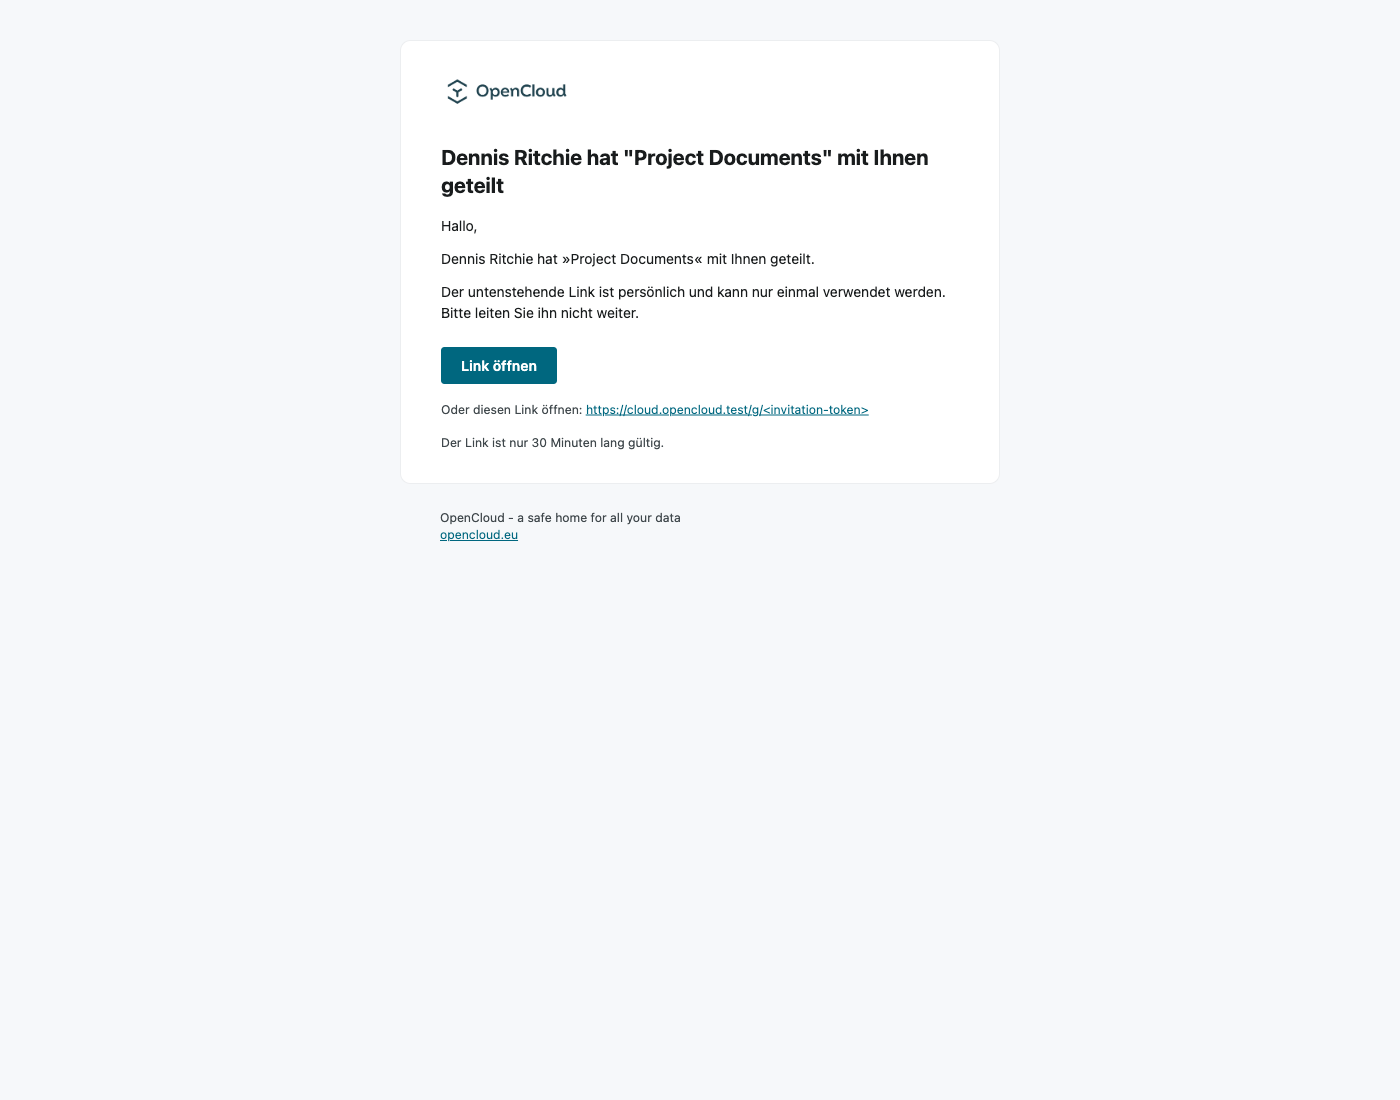 OpenCloud
Dennis Ritchie hat "Project Documents" mit Ihnen
geteilt
Hallo,
Dennis Ritchie hat »Project Documents« mit Ihnen geteilt.
Der untenstehende Link ist persönlich und kann nur einmal verwendet werden.
Bitte leiten Sie ihn nicht weiter.
Link öffnen
Oder diesen Link öffnen: https://cloud.opencloud.test/g/<invitation-token>
Der Link ist nur 30 Minuten lang gültig.
OpenCloud - a safe home for all your data
opencloud.eu